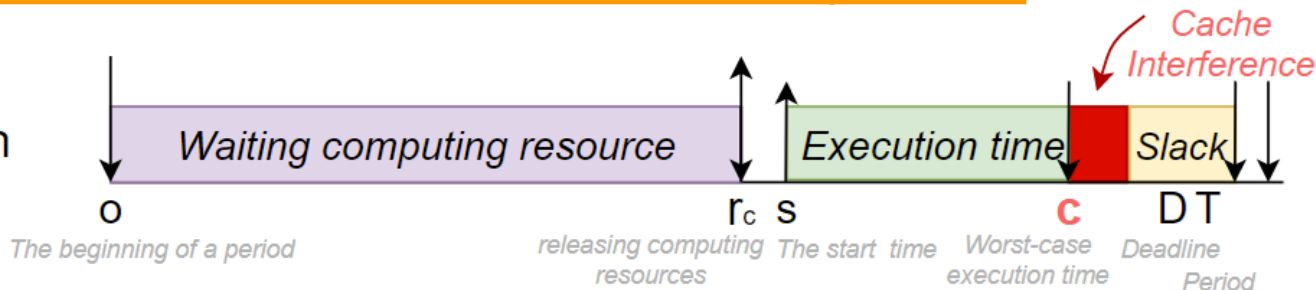 Cache
Interference
n
Waiting computing resource
Execution time
Slack
o
rc s
c
D T
The beginning of a period
releasing computing
resources
The start time
Worst-case
execution time
Deadline
Period